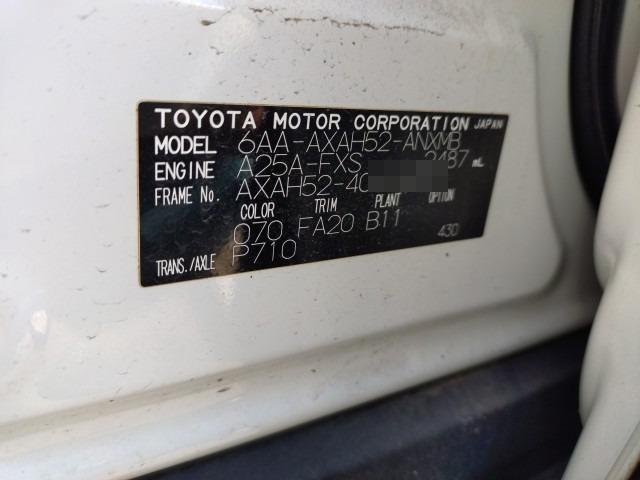 TOYOTA MOTOR CORPORATION JAPAN
MODEL 6AA-AXAH52-ANXMB
ENGINE A25A-FXS 2487 mL
FRAME No. AXAH52-40
COLOR TRIM PLANT OPTION
070 FA20 B11 430
TRANS./AXLE P710